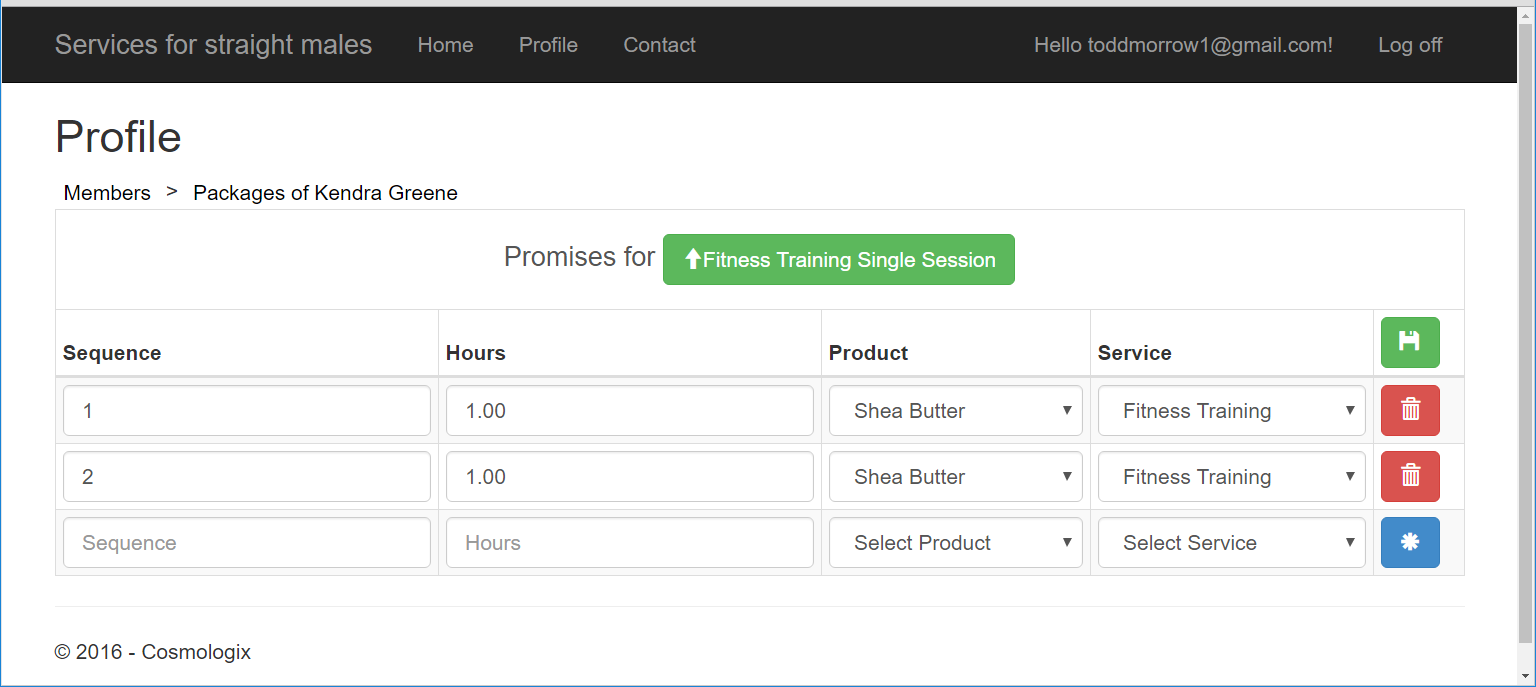 Services for straight males Home Profile Contact Hello toddmorrow1@gmail.com! Log off
Profile
Members > Packages of Kendra Greene
Promises for Fitness Training Single Session
Sequence Hours Product Service
1 1.00 Shea Butter Fitness Training
2 1.00 Shea Butter Fitness Training
Sequence Hours Select Product Select Service
© 2016 - Cosmologix